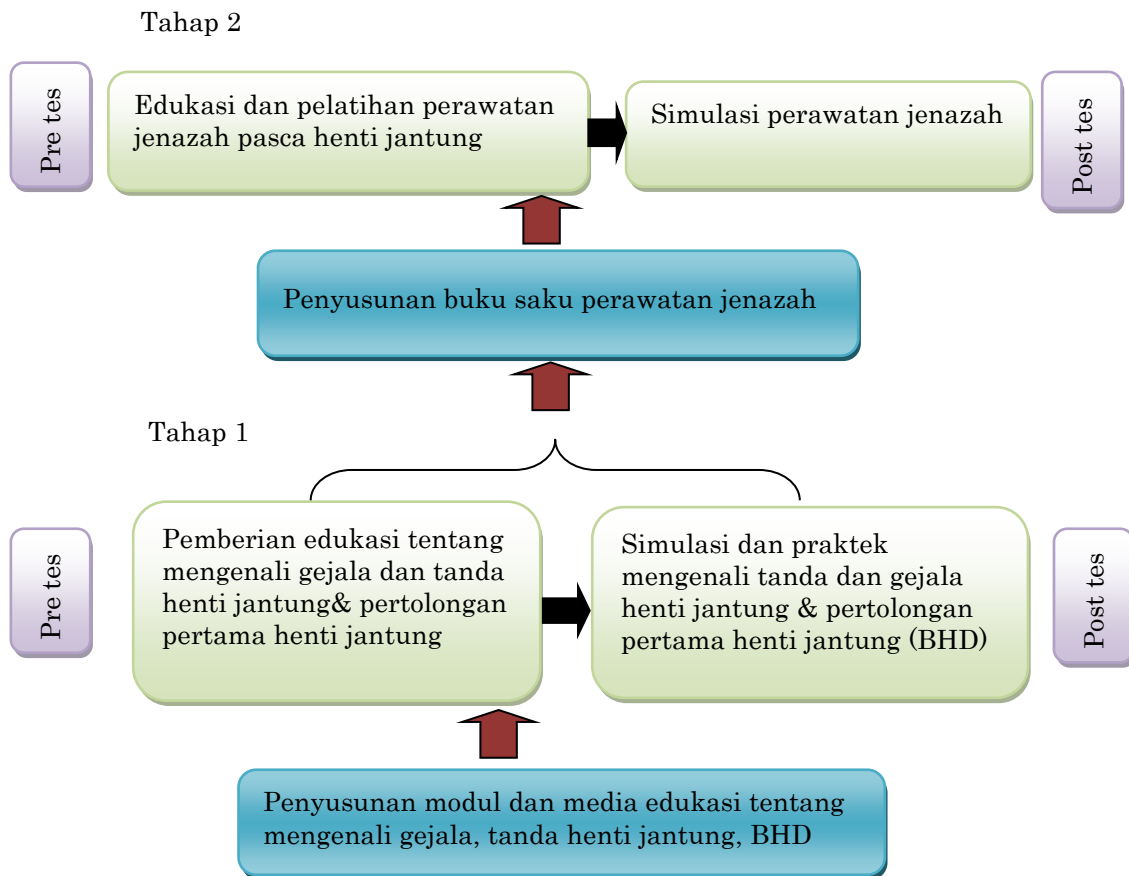 Tahap 2
Pre tes
Edukasi dan pelatihan perawatan
jenazah pasca henti jantung
Simulasi perawatan jenazah
Post tes
Penyusunan buku saku perawatan jenazah
Tahap 1
Pre tes
Pemberian edukasi tentang
mengenali gejala dan tanda
henti jantung& pertolongan
pertama henti jantung
Simulasi dan praktek
mengenali tanda dan gejala
henti jantung & pertolongan
pertama henti jantung (BHD)
Post tes
Penyusunan modul dan media edukasi tentang
mengenali gejala, tanda henti jantung, BHD